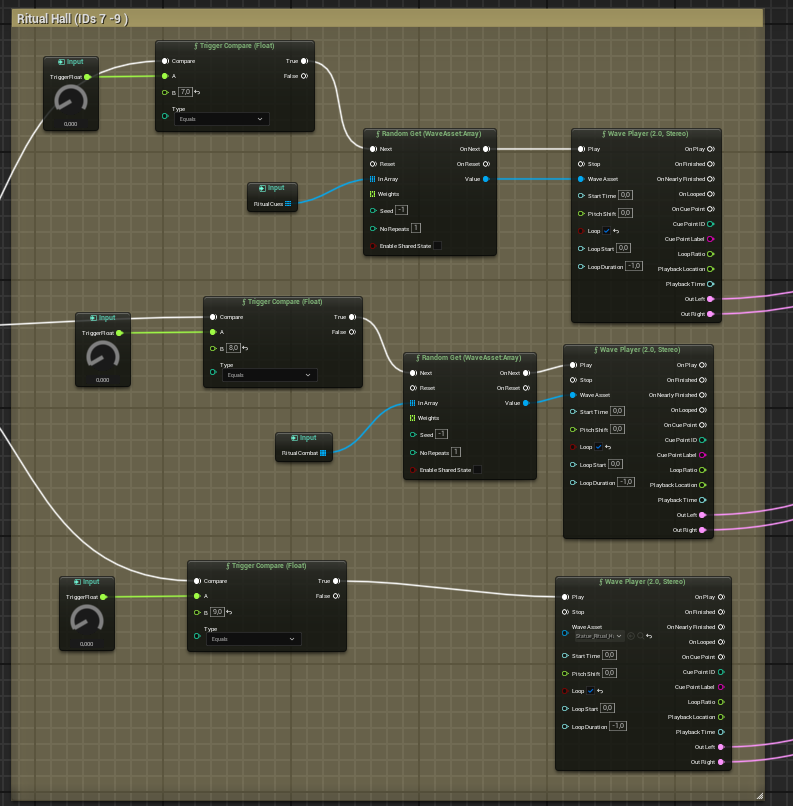 Ritual Hall (IDs 7 -9 )
Input
TriggerFloat
0,000
Trigger Compare (Float)
Compare True
A False
B 7,0
Type
Equals
Input
RitualCues
Random Get (WaveAsset:Array)
Next On Next
Reset On Reset
In Array Value
Weights
Seed -1
No Repeats 1
Enable Shared State
Wave Player (2.0, Stereo)
Play On Play
Stop On Finished
Wave Asset On Nearly Finished
Start Time 0,0 On Looped
Pitch Shift 0,0 On Cue Point
Cue Point ID
Loop Cue Point Label
Loop Start 0,0 Loop Ratio
Loop Duration -1,0 Playback Location
Playback Time
Out Left
Out Right
Input
TriggerFloat
0,000
Trigger Compare (Float)
Compare True
A False
B 8,0
Type
Equals
Input
RitualCombat
Random Get (WaveAsset:Array)
Next On Next
Reset On Reset
In Array Value
Weights
Seed -1
No Repeats 1
Enable Shared State
Wave Player (2.0, Stereo)
Play On Play
Stop On Finished
Wave Asset On Nearly Finished
Start Time 0,0 On Looped
Pitch Shift 0,0 On Cue Point
Cue Point ID
Loop Cue Point Label
Loop Start 0,0 Loop Ratio
Loop Duration -1,0 Playback Location
Playback Time
Out Left
Out Right
Input
TriggerFloat
0,000
Trigger Compare (Float)
Compare True
A False
B 9,0
Type
Equals
Wave Player (2.0, Stereo)
Play On Play
Stop On Finished
Wave Asset On Nearly Finished
On Looped
Start Time 0,0 On Cue Point
Pitch Shift 0,0 Cue Point ID
Loop Cue Point Label
Loop Start 0,0 Loop Ratio
Loop Duration -1,0 Playback Location
Playback Time
Out Left
Out Right